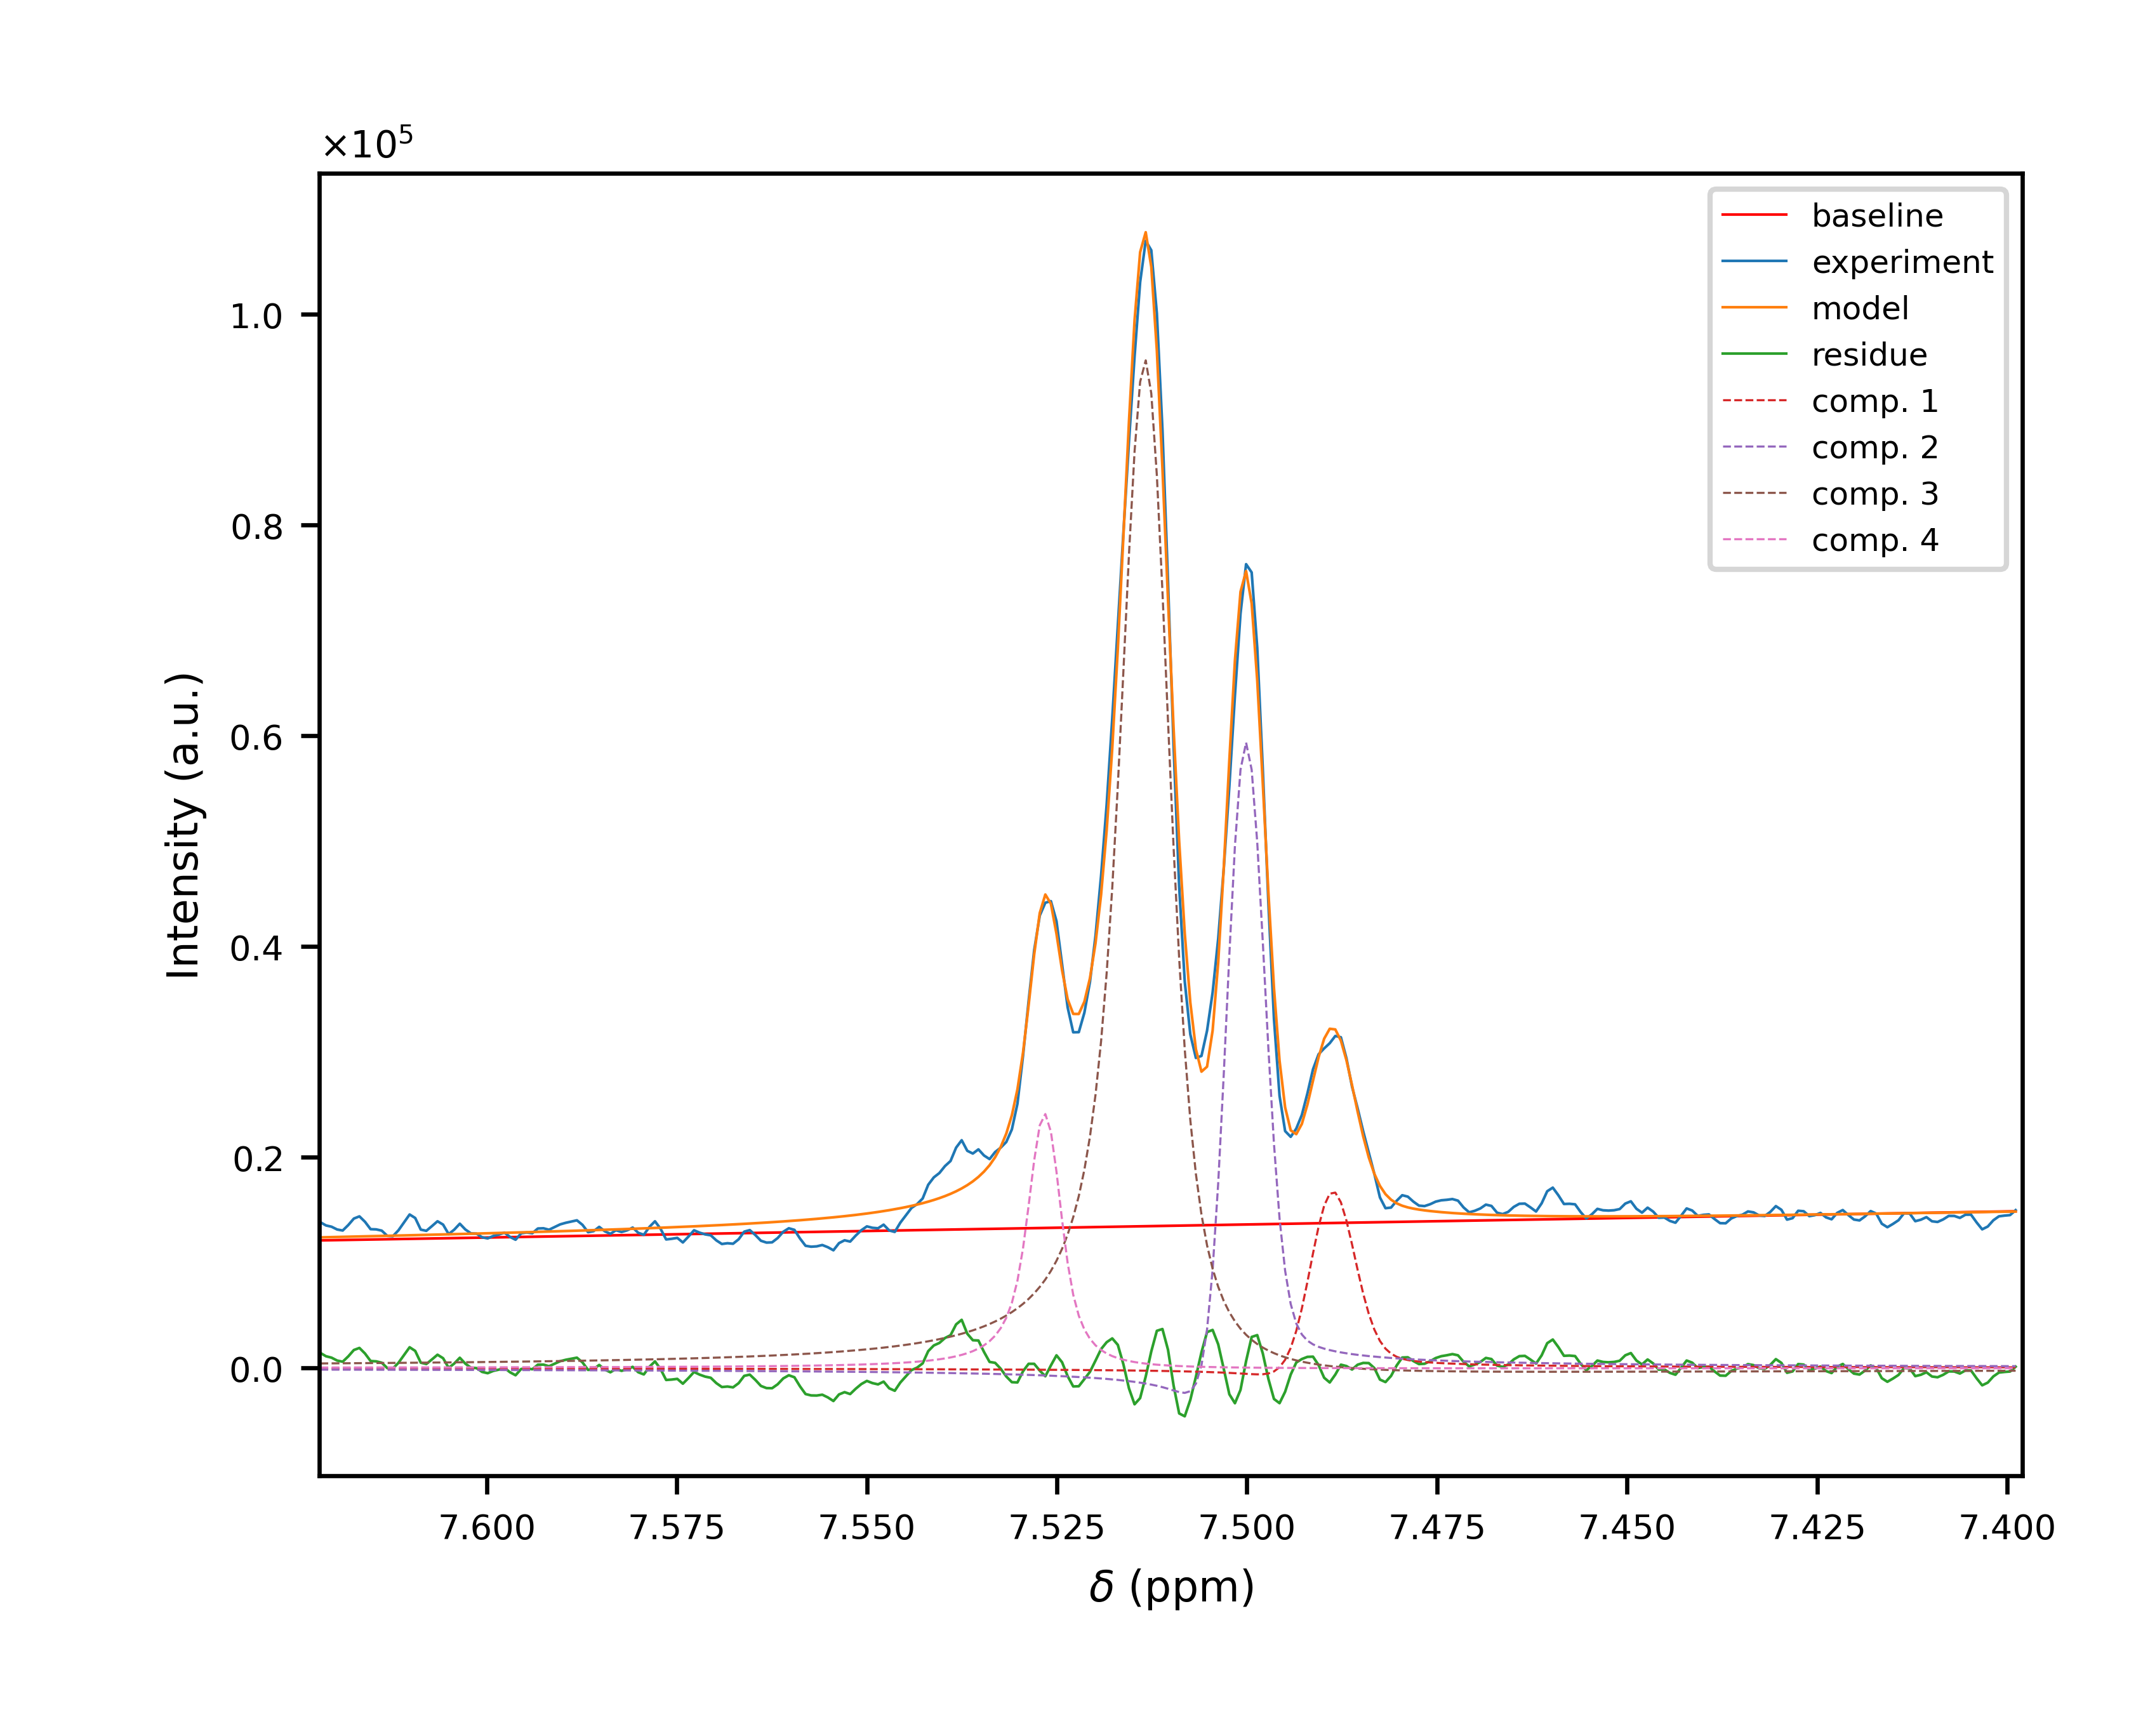 ×10⁵
baseline
experiment
model
residue
comp. 1
comp. 2
comp. 3
comp. 4
1.0
0.8
0.6
0.4
0.2
0.0
Intensity (a.u.)
7.600 7.575 7.550 7.525 7.500 7.475 7.450 7.425 7.400
δ (ppm)